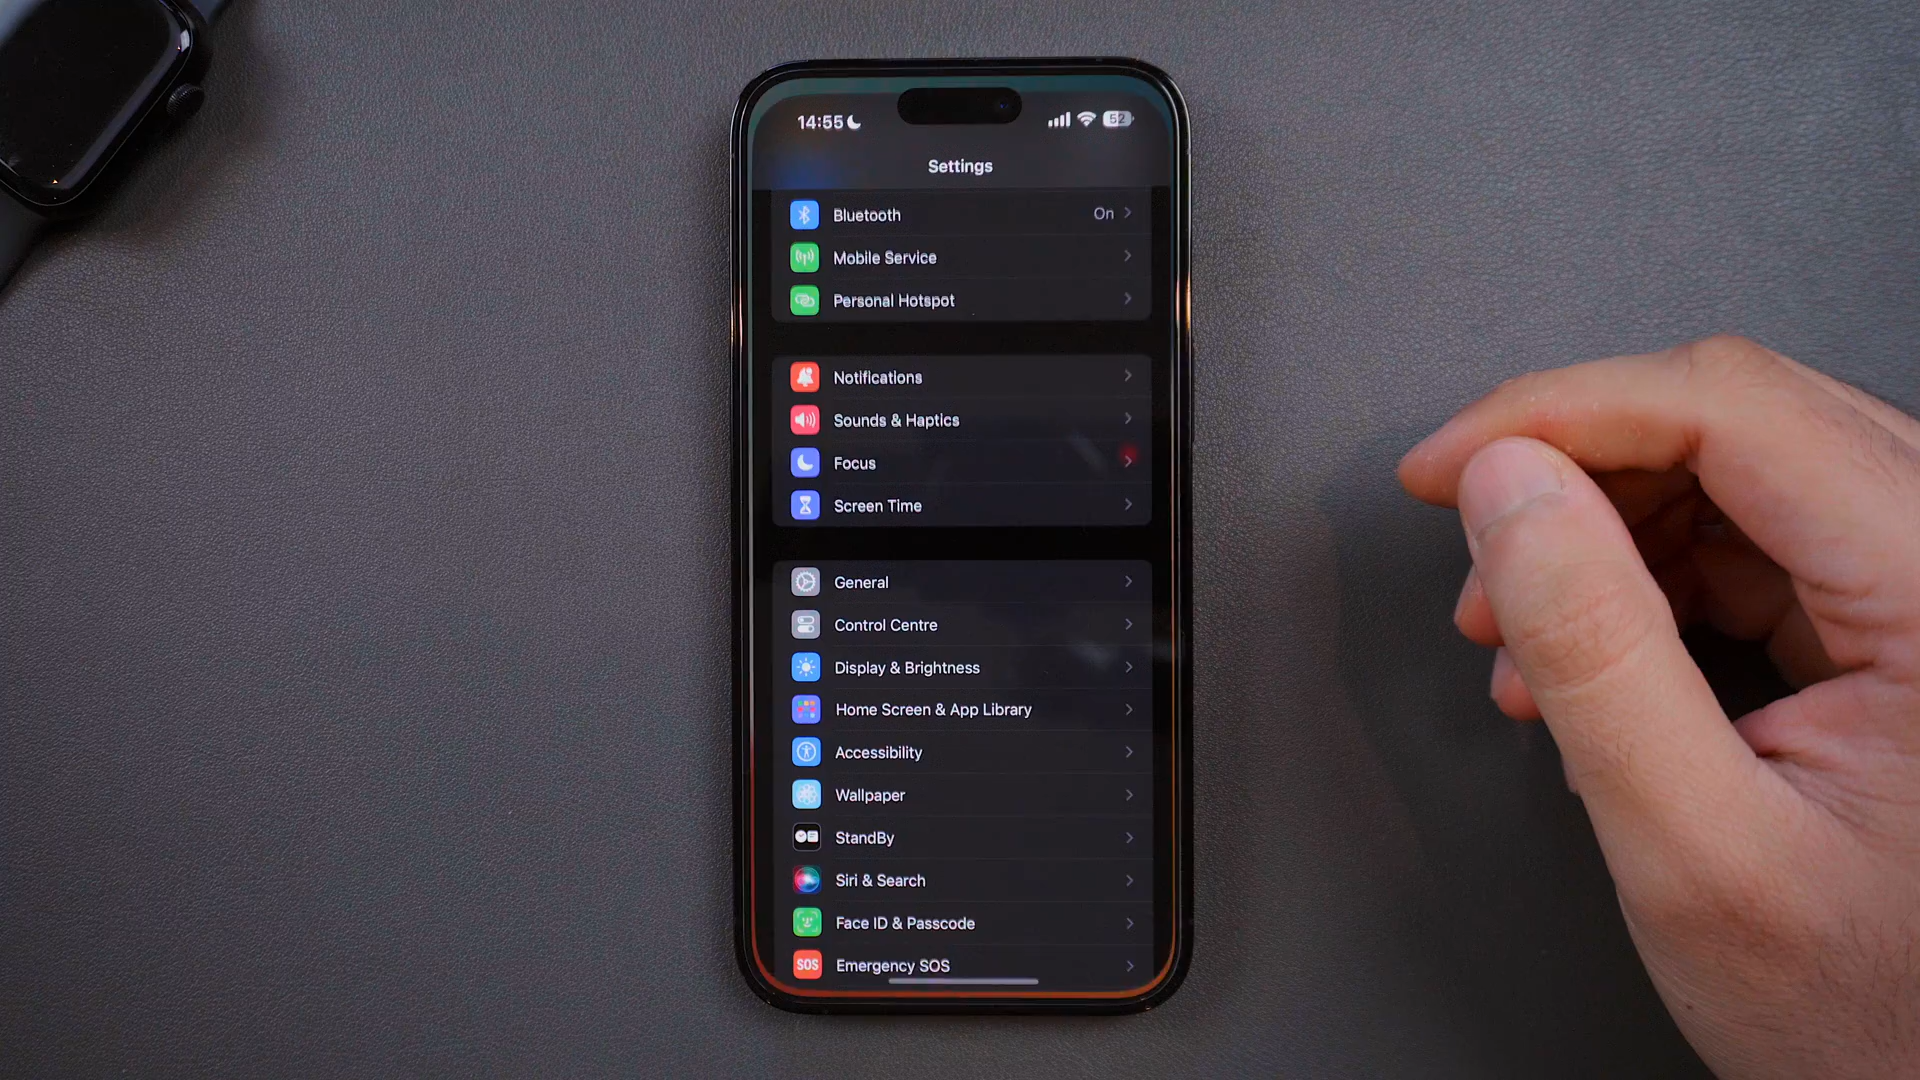 14:55
52
Settings
Bluetooth On
Mobile Service
Personal Hotspot
Notifications
Sounds & Haptics
Focus
Screen Time
General
Control Centre
Display & Brightness
Home Screen & App Library
Accessibility
Wallpaper
StandBy
Siri & Search
Face ID & Passcode
SOS Emergency SOS